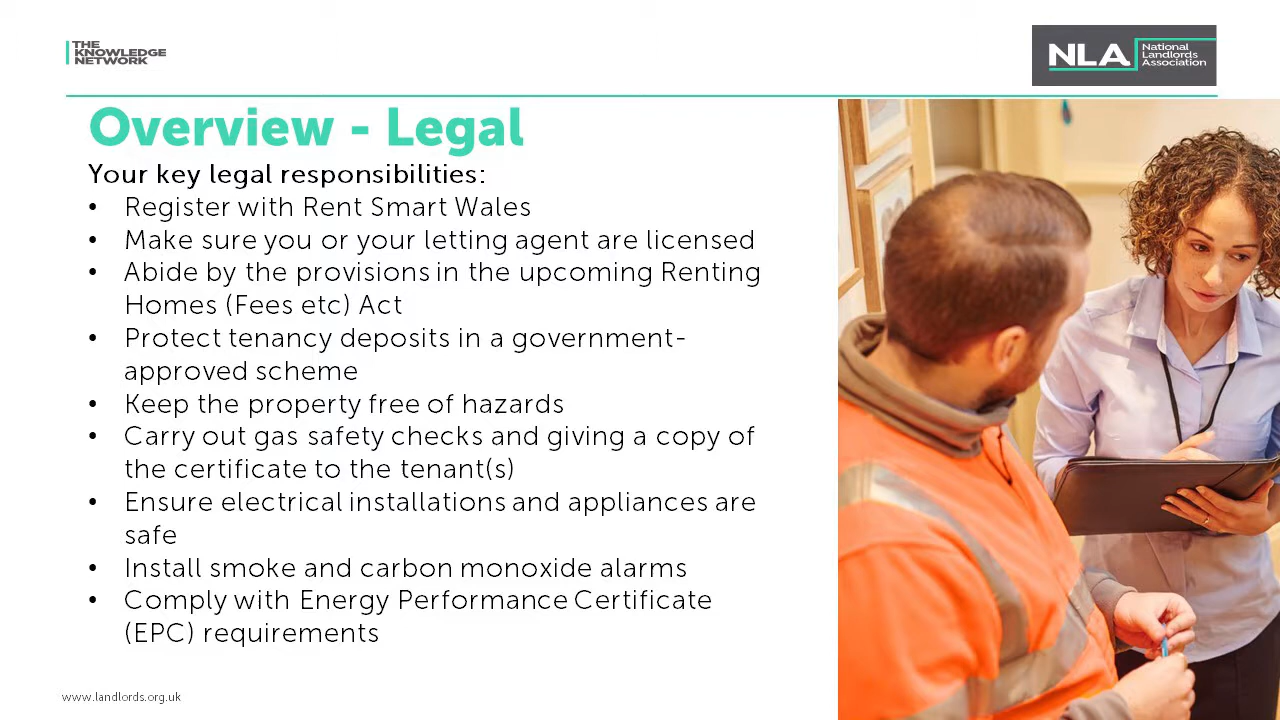 THE
KNOWLEDGE
NETWORK
NLA National
Landlords
Association
Overview - Legal
Your key legal responsibilities:
• Register with Rent Smart Wales
• Make sure you or your letting agent are licensed
• Abide by the provisions in the upcoming Renting
Homes (Fees etc) Act
• Protect tenancy deposits in a government-
approved scheme
• Keep the property free of hazards
• Carry out gas safety checks and giving a copy of
the certificate to the tenant(s)
• Ensure electrical installations and appliances are
safe
• Install smoke and carbon monoxide alarms
• Comply with Energy Performance Certificate
(EPC) requirements
www.landlords.org.uk